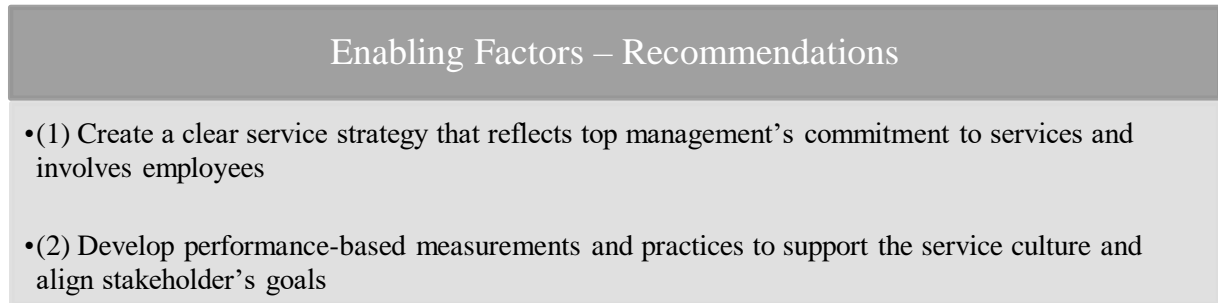 Enabling Factors – Recommendations
•(1) Create a clear service strategy that reflects top management’s commitment to services and
involves employees
•(2) Develop performance-based measurements and practices to support the service culture and
align stakeholder’s goals